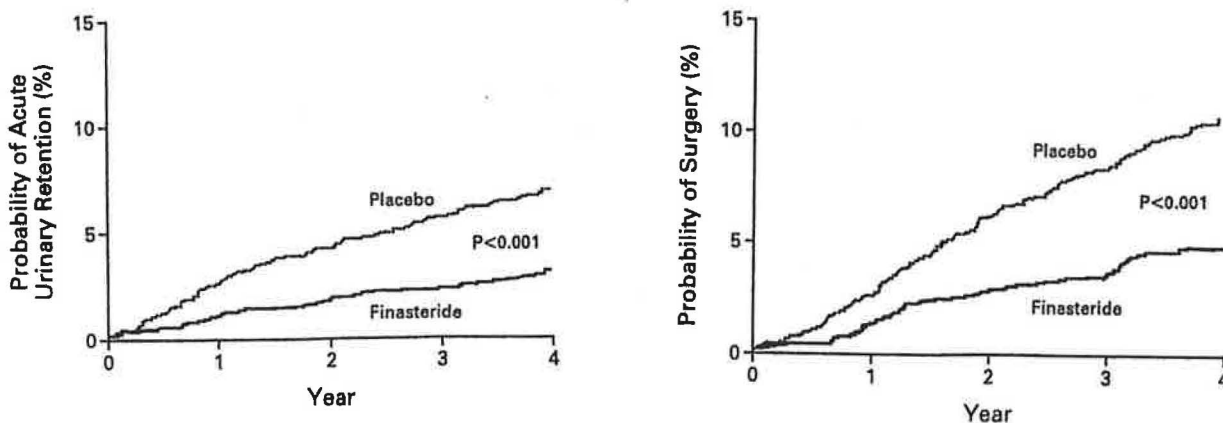 15
10
5
0
Probability of Acute
Urinary Retention (%)
Placebo
P<0.001
Finasteride
0 1 2 3 4
Year
15
10
5
0
Probability of Surgery (%)
Placebo
P<0.001
Finasteride
0 1 2 3 4
Year